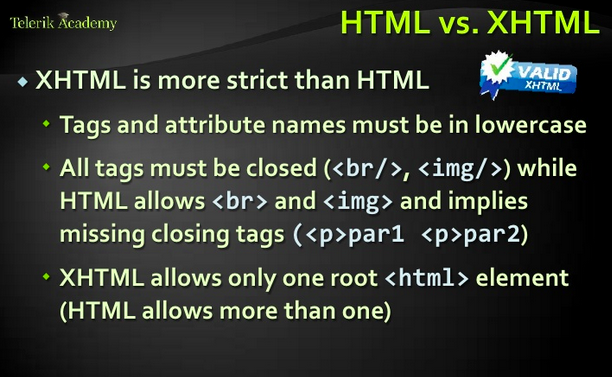 Telerik Academy
HTML vs. XHTML
VALID
XHTML
XHTML is more strict than HTML
Tags and attribute names must be in lowercase
All tags must be closed (<br/>, <img/>) while
HTML allows <br> and <img> and implies
missing closing tags (<p>par1 <p>par2)
XHTML allows only one root <html> element
(HTML allows more than one)